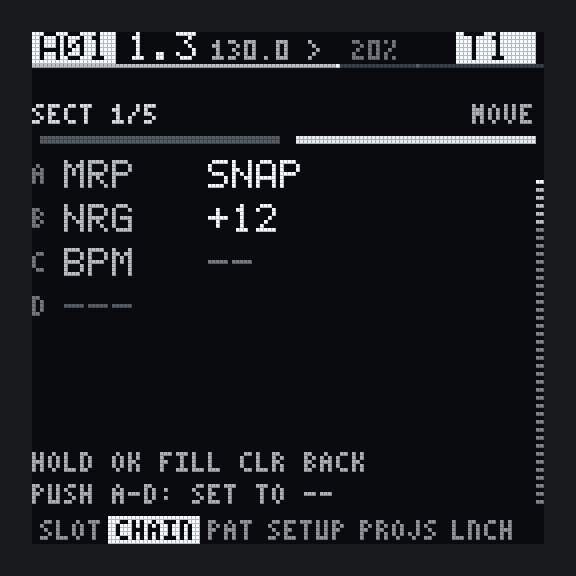 A01 1.3 130.0 > 20% T1
SECT 1/5 MOVE
A MRP SNAP
B NRG +12
C BPM --
D ---
HOLD OK FILL CLR BACK
PUSH A-D: SET TO --
SLOT CHAIN PAT SETUP PROJS LNCH